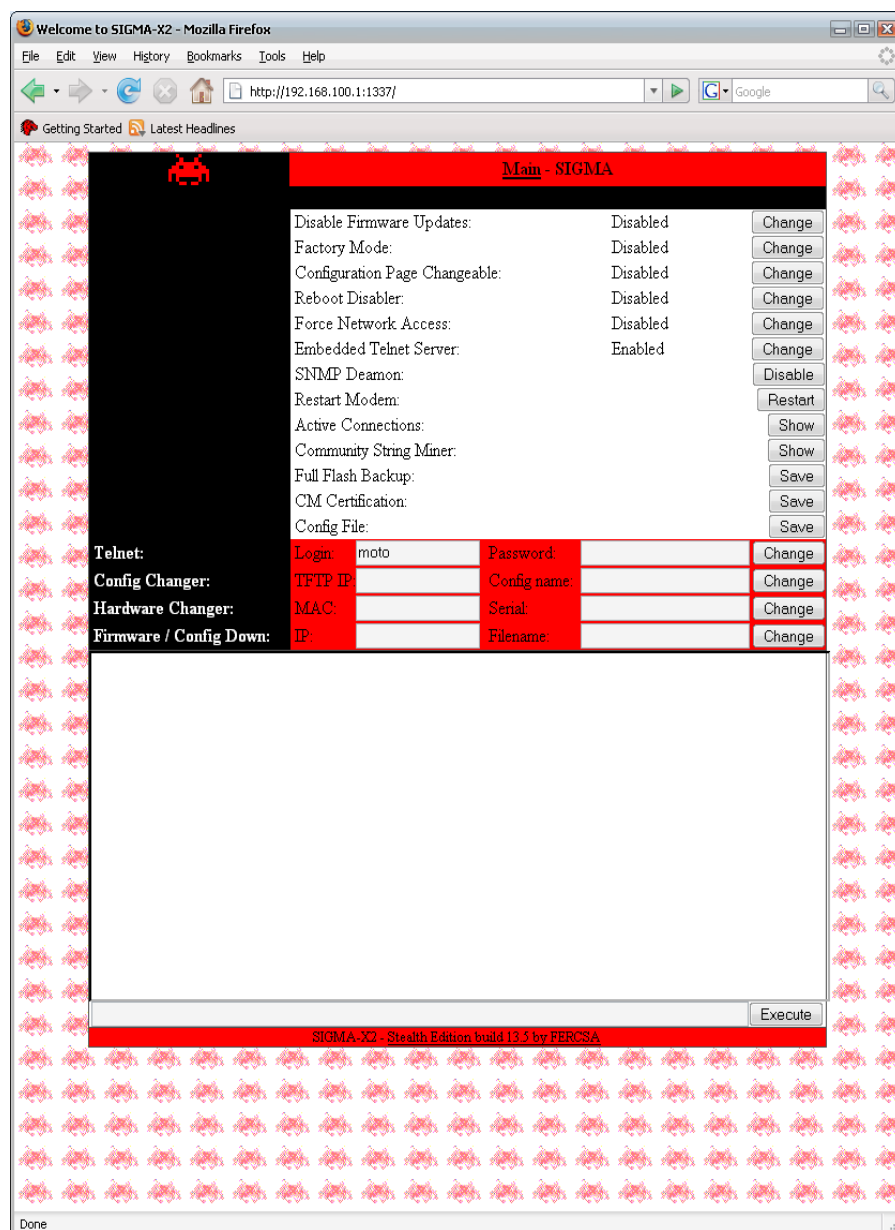 Welcome to SIGMA-X2 - Mozilla Firefox
File Edit View History Bookmarks Tools Help
http://192.168.100.1:1337/ G Google
Getting Started Latest Headlines
Main - SIGMA
Disable Firmware Updates: Disabled Change
Factory Mode: Disabled Change
Configuration Page Changeable: Disabled Change
Reboot Disabler: Disabled Change
Force Network Access: Disabled Change
Embedded Telnet Server: Enabled Change
SNMP Deamon: Disable
Restart Modem: Restart
Active Connections: Show
Community String Miner: Show
Full Flash Backup: Save
CM Certification: Save
Config File: Save
Telnet: Login: moto Password: Change
Config Changer: TFTP IP: Config name: Change
Hardware Changer: MAC: Serial: Change
Firmware / Config Down: IP: Filename: Change
Execute
SIGMA-X2 - Stealth Edition build 13.5 by FERCSA
Done